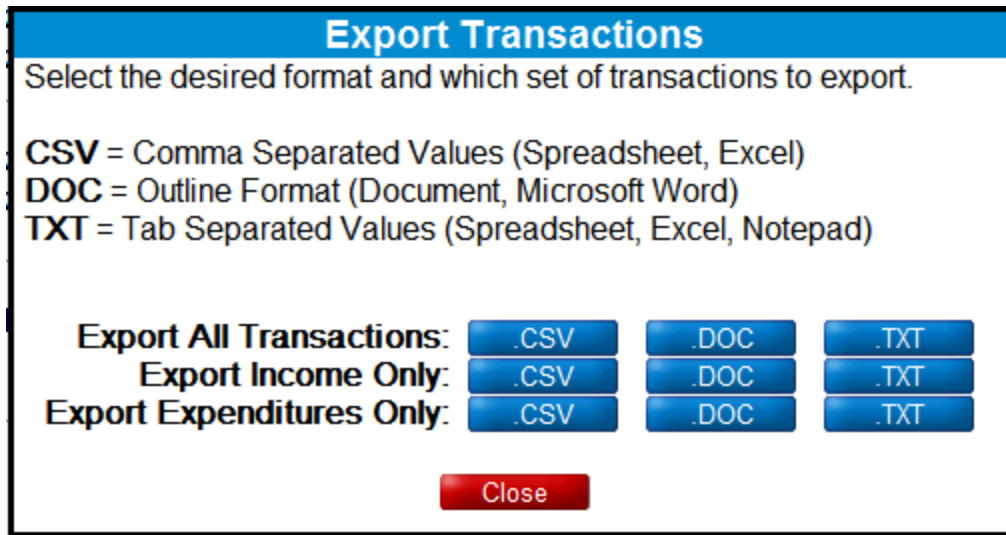 Export Transactions
Select the desired format and which set of transactions to export.
CSV = Comma Separated Values (Spreadsheet, Excel)
DOC = Outline Format (Document, Microsoft Word)
TXT = Tab Separated Values (Spreadsheet, Excel, Notepad)
Export All Transactions: .CSV .DOC .TXT
Export Income Only: .CSV .DOC .TXT
Export Expenditures Only: .CSV .DOC .TXT
Close